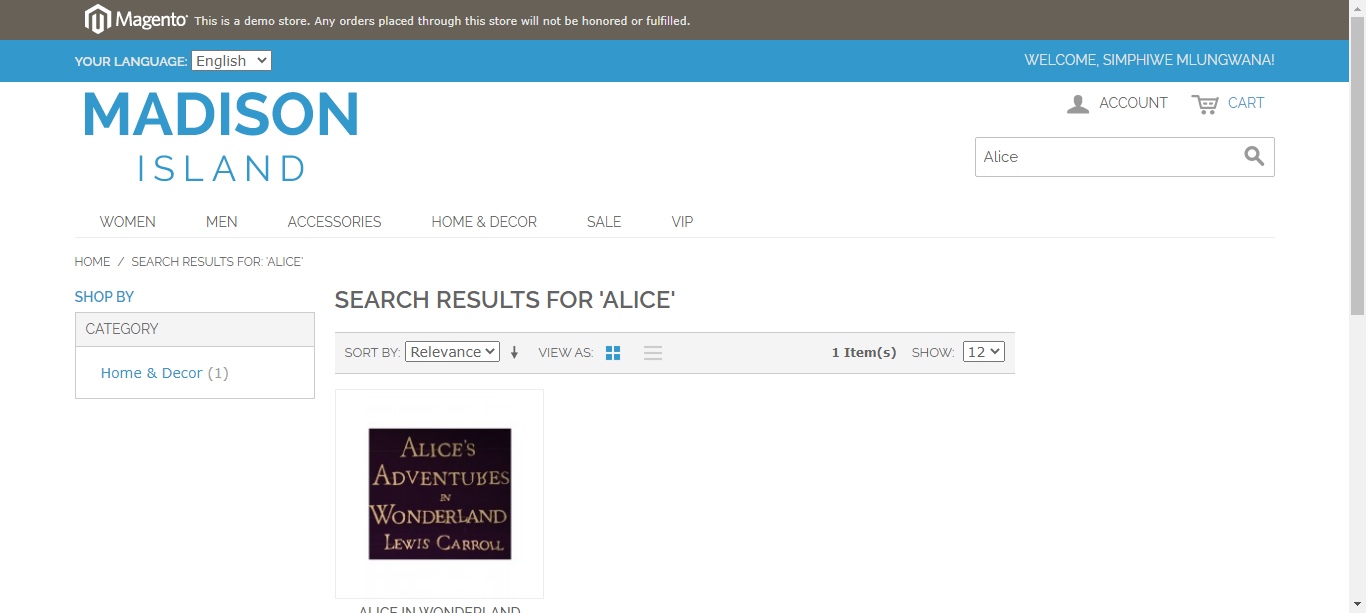 Magento This is a demo store. Any orders placed through this store will not be honored or fulfilled.
YOUR LANGUAGE: English WELCOME, SIMPHIWE MLUNGWANA!
MADISON
ISLAND
ACCOUNT CART
Alice
WOMEN MEN ACCESSORIES HOME & DECOR SALE VIP
HOME / SEARCH RESULTS FOR: 'ALICE'
SHOP BY
CATEGORY
Home & Decor (1)
SEARCH RESULTS FOR 'ALICE'
SORT BY: Relevance VIEW AS: 1 Item(s) SHOW: 12
ALICE'S
ADVENTURES
IN
WONDERLAND
LEWIS CARROLL
ALICE IN WONDERLAND